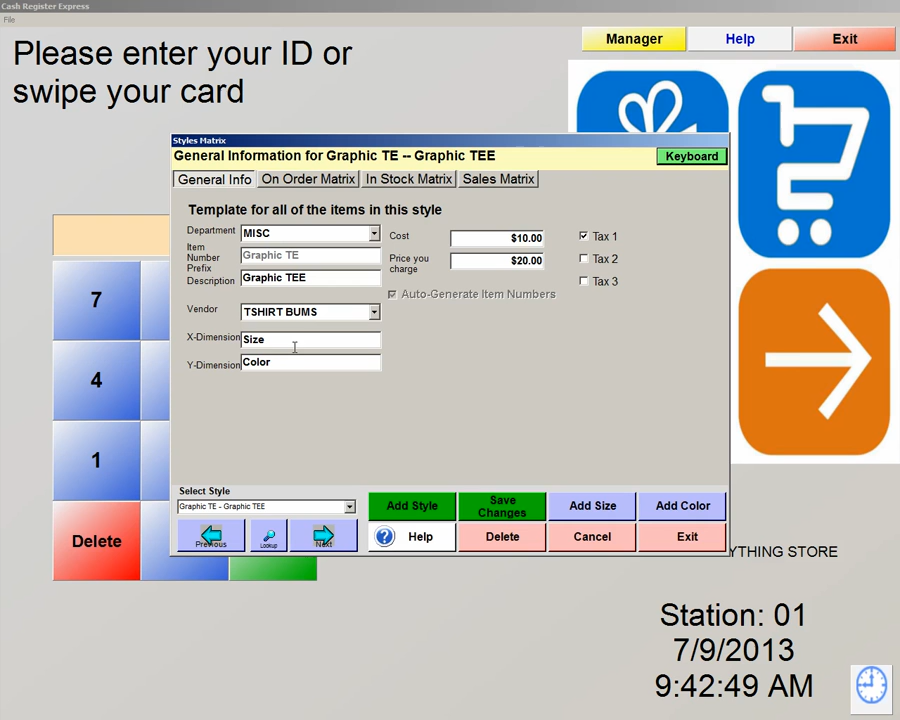 Cash Register Express
File
Please enter your ID or
swipe your card
Manager
Help
Exit
Styles Matrix
General Information for Graphic TE -- Graphic TEE
Keyboard
General Info
On Order Matrix
In Stock Matrix
Sales Matrix
Template for all of the items in this style
Department
MISC
Item
Number
Prefix
Graphic TE
Description
Graphic TEE
Vendor
TSHIRT BUMS
X-Dimension
Size
Y-Dimension
Color
Cost
$10.00
Price you
charge
$20.00
Auto-Generate Item Numbers
Tax 1
Tax 2
Tax 3
7
4
1
Delete
Select Style
Graphic TE - Graphic TEE
Previous
Lookup
Next
Add Style
Save
Changes
Add Size
Add Color
Help
Delete
Cancel
Exit
YTHING STORE
Station: 01
7/9/2013
9:42:49 AM